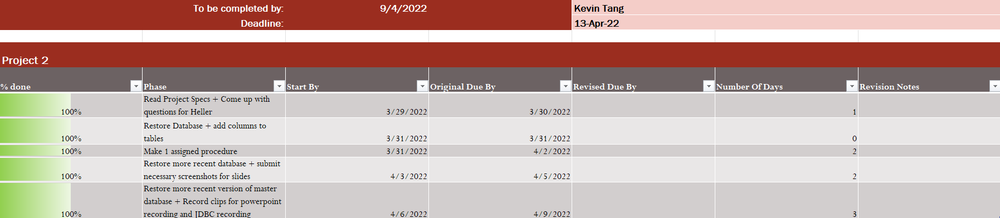 To be completed by: 9/4/2022 Kevin Tang
Deadline: 13-Apr-22
Project 2
% done Phase Start By Original Due By Revised Due By Number Of Days Revision Notes
Read Project Specs + Come up with
100% questions for Heller 3/29/2022 3/30/2022 1
Restore Database + add columns to
100% tables 3/31/2022 3/31/2022 0
100% Make 1 assigned procedure 3/31/2022 4/2/2022 2
Restore more recent database + submit
100% necessary screenshots for slides 4/3/2022 4/5/2022 2
Restore more recent version of master
database + Record clips for powerpoint
100% recording and JDBC recording 4/6/2022 4/9/2022 3